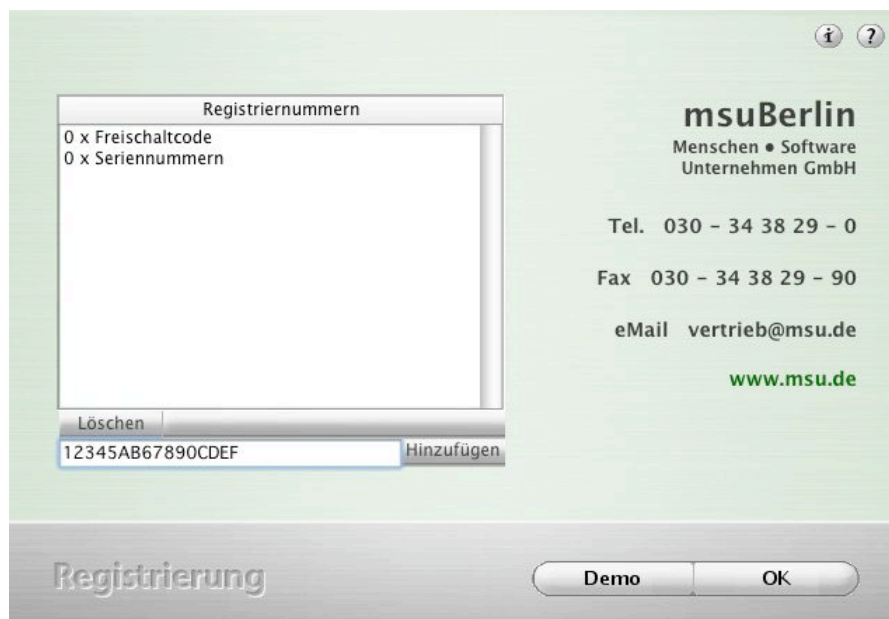 i ?
Registriernummern
0 x Freischaltcode
0 x Seriennummern
Löschen
12345AB67890CDEF
Hinzufügen
msuBerlin
Menschen • Software
Unternehmen GmbH
Tel. 030 – 34 38 29 – 0
Fax 030 – 34 38 29 – 90
eMail vertrieb@msu.de
www.msu.de
Registrierung
Demo OK